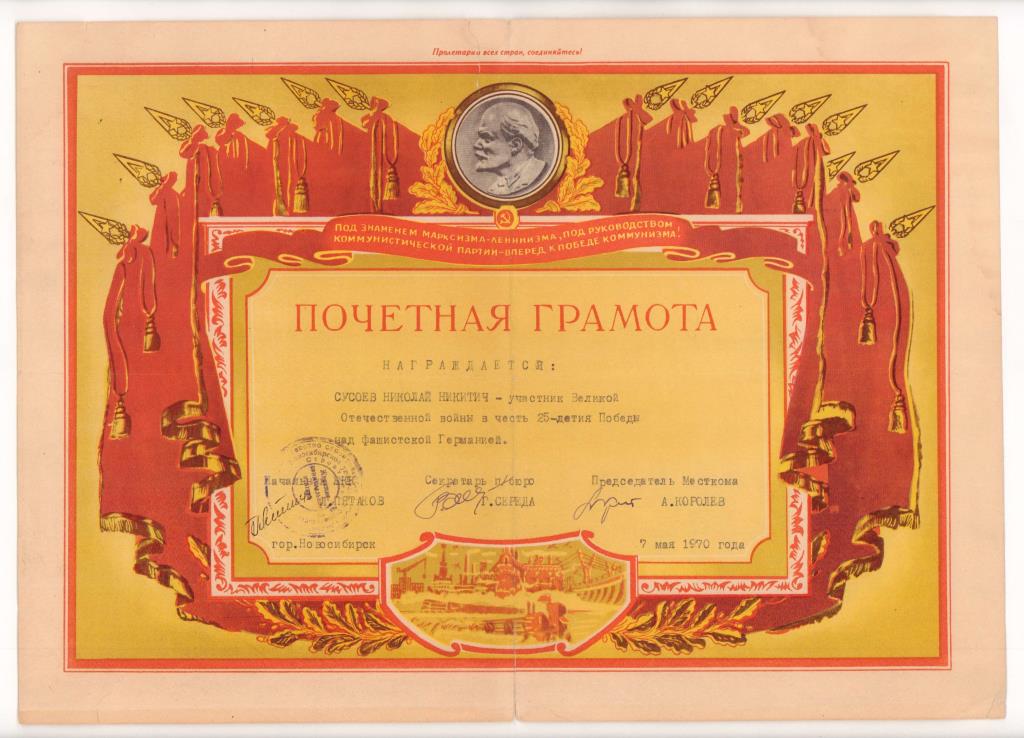 Пролетарии всех стран, соединяйтесь!
ПОД ЗНАМЕНЕМ МАРКСИЗМА-ЛЕНИНИЗМА, ПОД РУКОВОДСТВОМ
КОММУНИСТИЧЕСКОЙ ПАРТИИ-ВПЕРЕД К ПОБЕДЕ КОММУНИЗМА!
ПОЧЕТНАЯ ГРАМОТА
НАГРАЖДАЕТСЯ:
СУСОЕВ НИКОЛАЙ НИКИТИЧ - участник Великой
Отечественной войны в честь 25-летия Победы
над фашистской Германией.
Начальник Секретарь п/бюро Председатель Месткома
Л.ПЯТАКОВ Г.СЕРЕДА А.КОРОЛЕВ
гор.Новосибирск 7 мая 1970 года